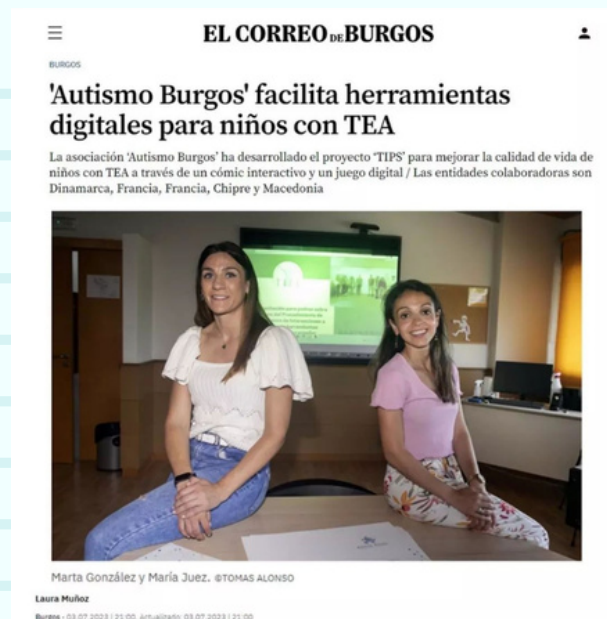 EL CORREO DE BURGOS
BURGOS
'Autismo Burgos' facilita herramientas
digitales para niños con TEA
La asociación 'Autismo Burgos' ha desarrollado el proyecto 'TIPS' para mejorar la calidad de vida de
niños con TEA a través de un cómic interactivo y un juego digital / Las entidades colaboradoras son
Dinamarca, Francia, Francia, Chipre y Macedonia
Marta González y María Juez. ©TOMAS ALONSO
Laura Muñoz
Burgos - 03.07.2023 | 21:00. Actualizado: 03.07.2023 | 21:00